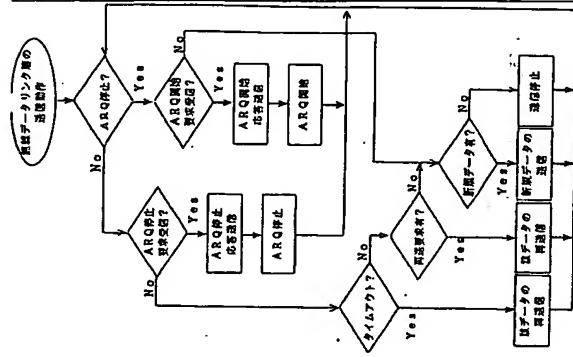 無線データリンク層の
送信動作
ARQ停止?
Yes
No
ARQ開始
要求受信?
No
Yes
ARQ開始
応答送信
ARQ開始
ARQ停止
要求受信?
No
Yes
ARQ停止
応答送信
ARQ停止
タイムアウト?
No
Yes
再送要求有?
No
Yes
新規データ有?
No
Yes
送信停止
新規データの
送信
該データの
再送信
該データの
再送信